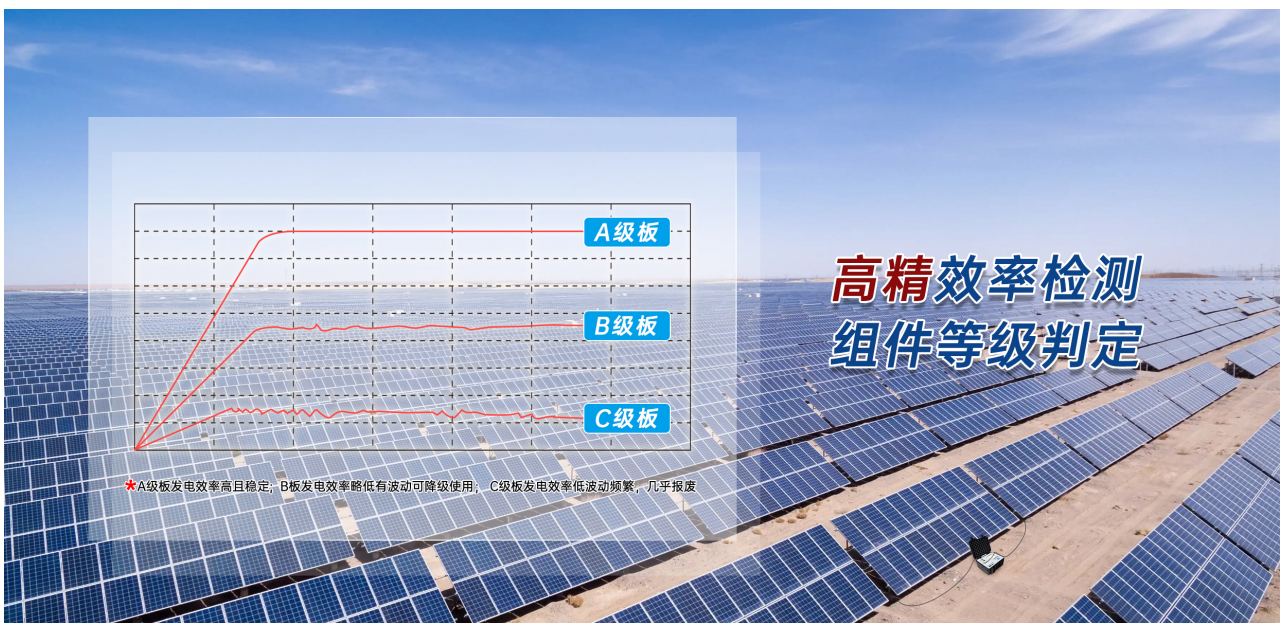 A级板
B级板
C级板
*A级板发电效率高且稳定；B板发电效率略低有波动可降级使用； C级板发电效率低波动频繁，几乎报废
高精效率检测
组件等级判定